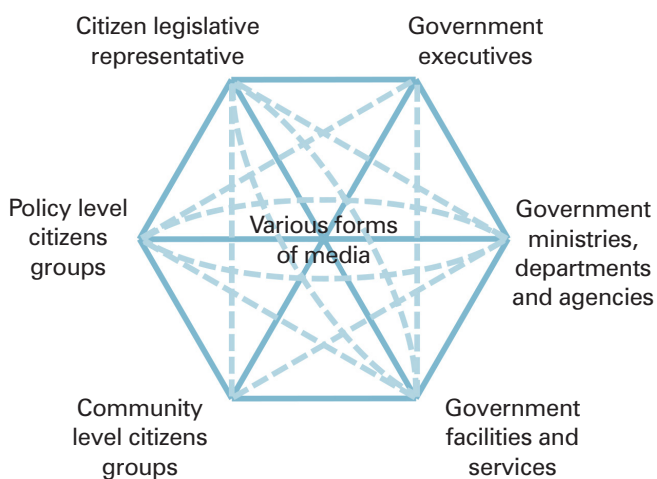 Citizen legislative
representative
Government
executives
Policy level
citizens
groups
Various forms
of media
Government
ministries,
departments
and agencies
Community
level citizens
groups
Government
facilities and
services